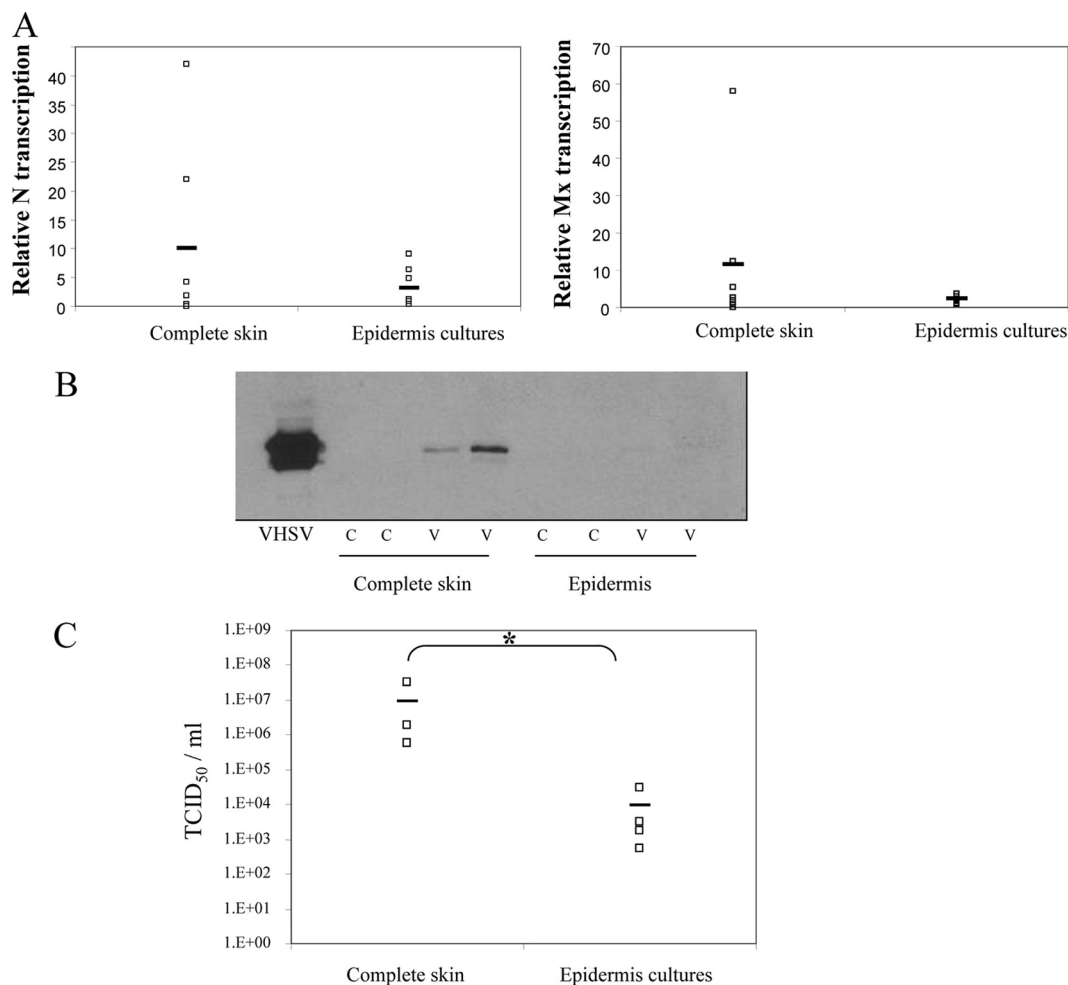 A
Relative N transcription
40
35
30
25
20
15
10
5
0
Complete skin
Epidermis cultures
Relative Mx transcription
70
60
50
40
30
20
10
0
Complete skin
Epidermis cultures
B
VHSV C C V V C C V V
Complete skin
Epidermis
C
TCID50 / ml
1.E+09
1.E+08
1.E+07
1.E+06
1.E+05
1.E+04
1.E+03
1.E+02
1.E+01
1.E+00
*
Complete skin
Epidermis cultures